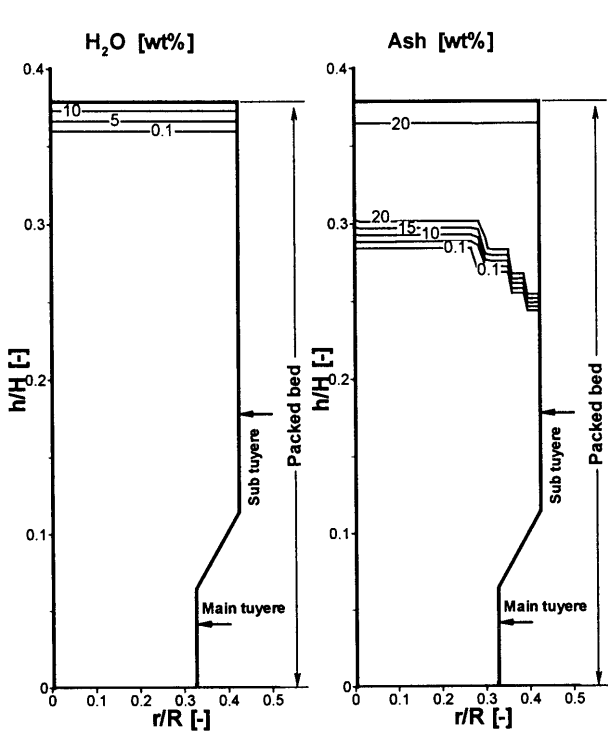 H2O [wt%]
Ash [wt%]
0.4
10
5
0.1
0.3
0.2
0.1
0
h/H [-]
Packed bed
Sub tuyere
Main tuyere
0 0.1 0.2 0.3 0.4 0.5
r/R [-]
0.4
20
20
15
10
0.1
0.1
0.3
0.2
0.1
0
h/H [-]
Packed bed
Sub tuyere
Main tuyere
0 0.1 0.2 0.3 0.4 0.5
r/R [-]